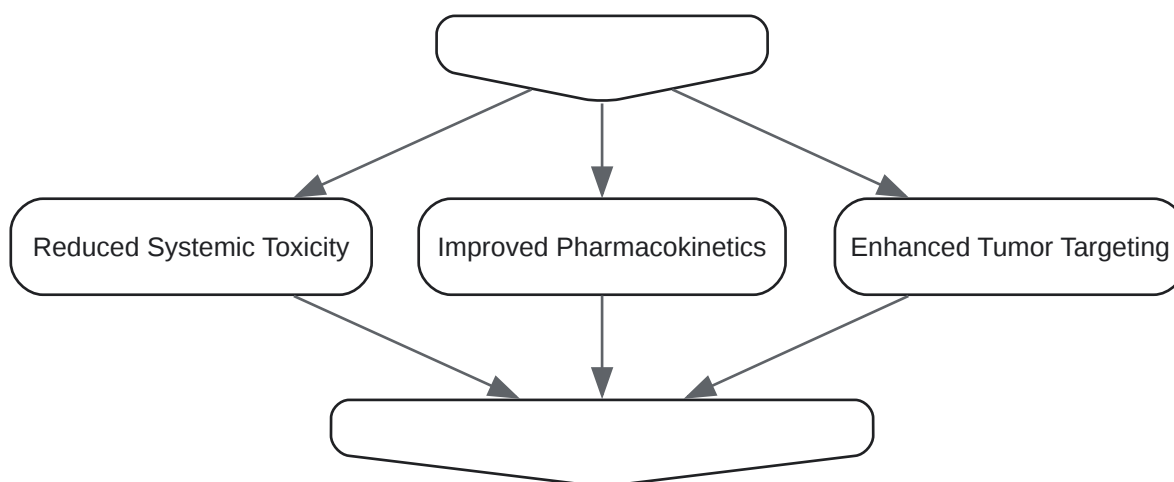 Reduced Systemic Toxicity
Improved Pharmacokinetics
Enhanced Tumor Targeting